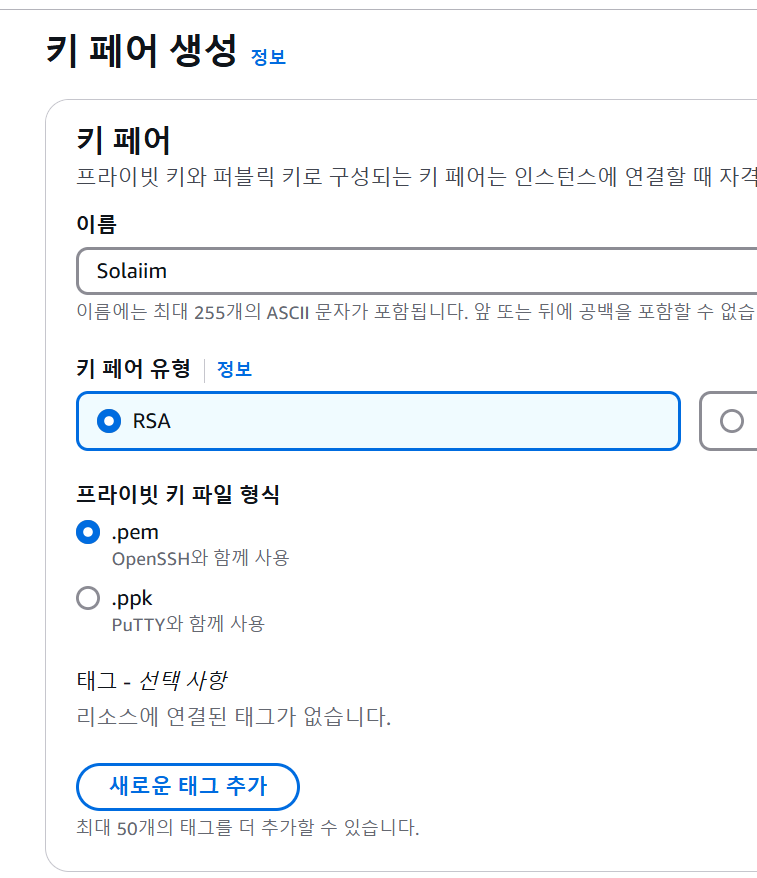 키 페어 생성 정보
키 페어
프라이빗 키와 퍼블릭 키로 구성되는 키 페어는 인스턴스에 연결할 때 자격
이름
Solaiim
이름에는 최대 255개의 ASCII 문자가 포함됩니다. 앞 또는 뒤에 공백을 포함할 수 없습
키 페어 유형 정보
RSA
프라이빗 키 파일 형식
.pem
OpenSSH와 함께 사용
.ppk
PuTTY와 함께 사용
태그 - 선택 사항
리소스에 연결된 태그가 없습니다.
새로운 태그 추가
최대 50개의 태그를 더 추가할 수 있습니다.